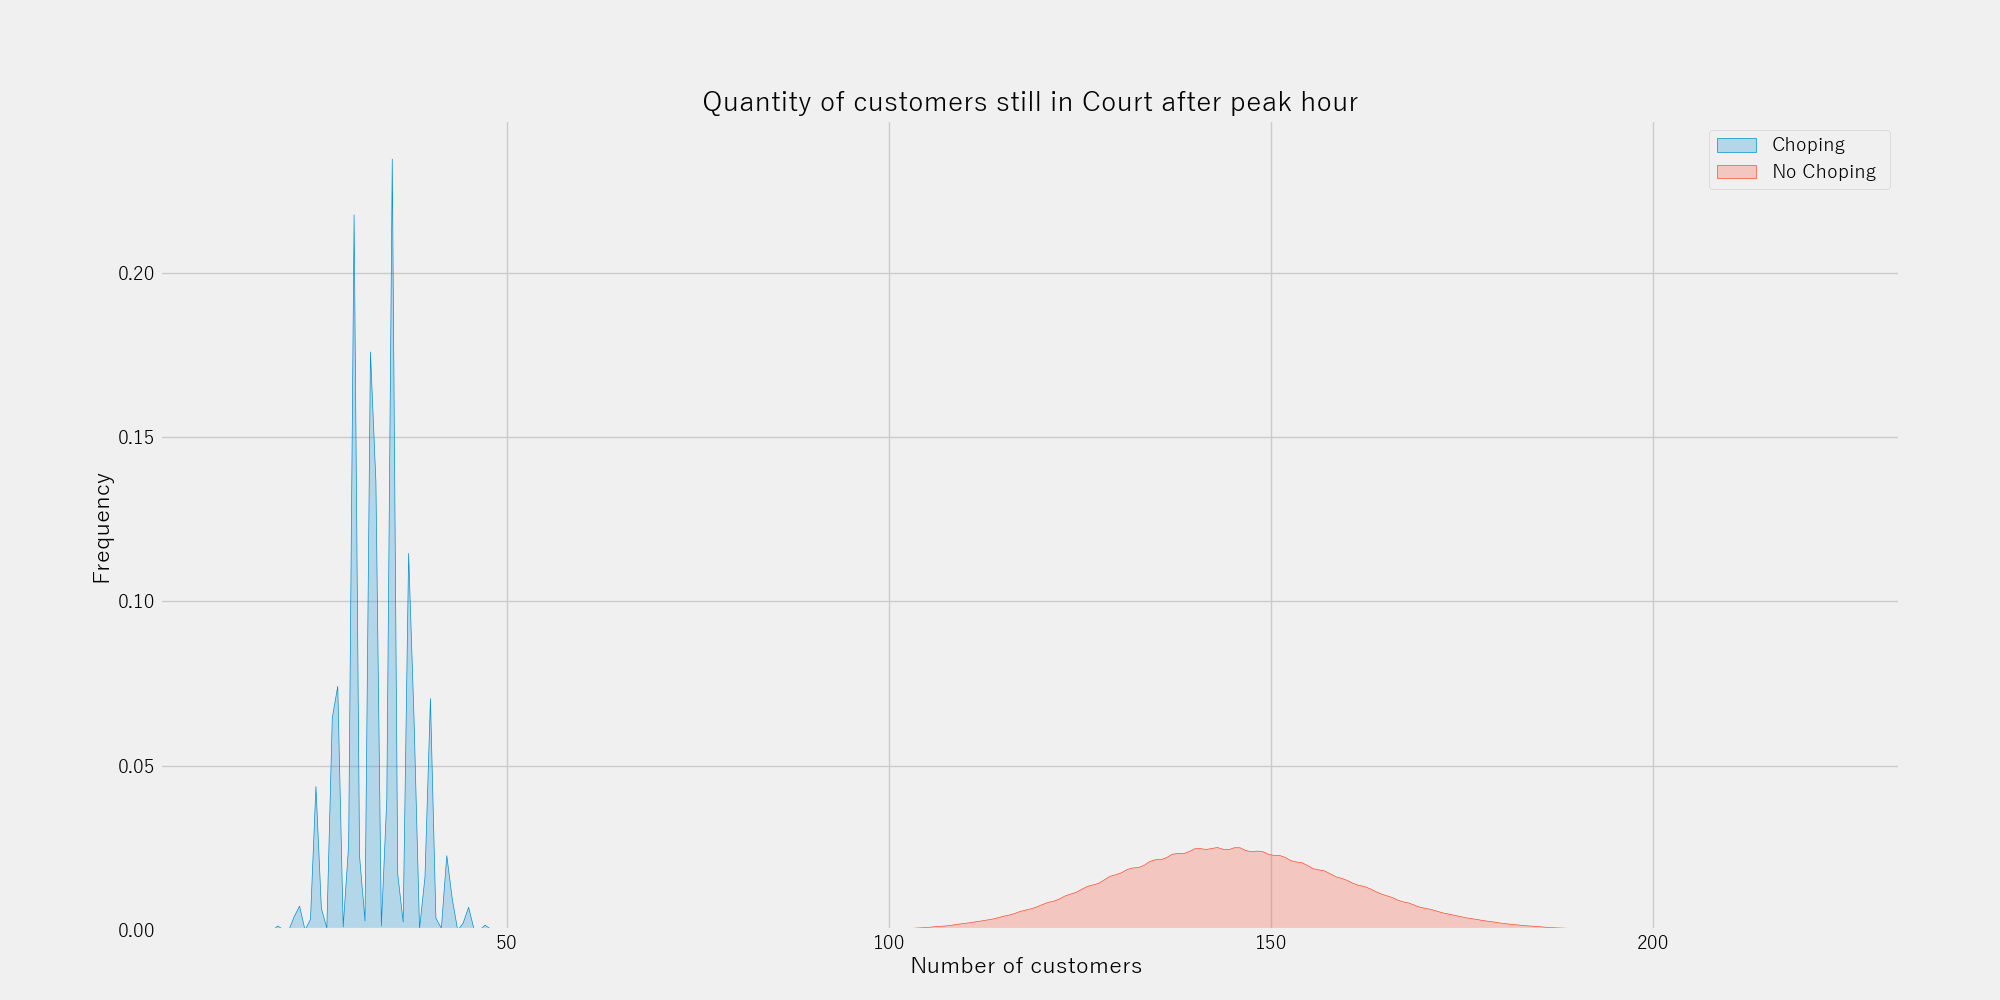 Quantity of customers still in Court after peak hour
Choping
No Choping
0.20
0.15
0.10
0.05
0.00
Frequency
50
100
150
200
Number of customers